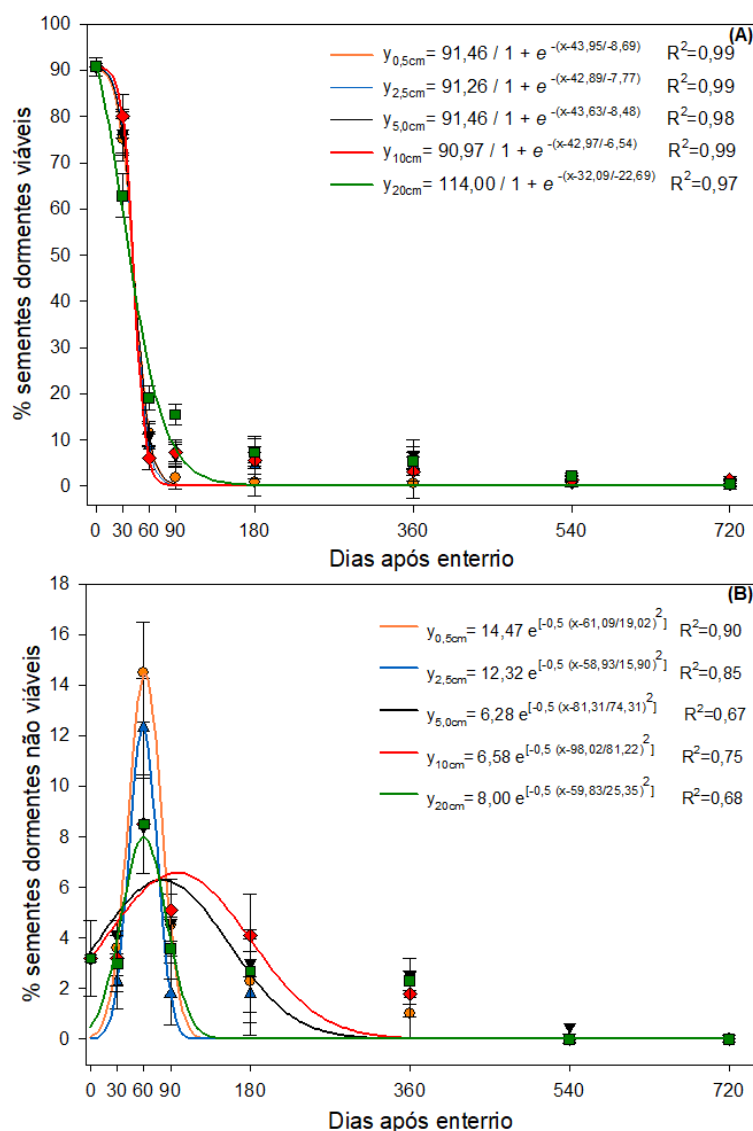 (A)
% sementes dormentes viáveis
100
90
80
70
60
50
40
30
20
10
0
y0,5cm= 91,46 / 1 + e -(x-43,95/-8,69) R2=0,99
y2,5cm= 91,26 / 1 + e -(x-42,89/-7,77) R2=0,99
y5,0cm= 91,46 / 1 + e -(x-43,63/-8,48) R2=0,98
y10cm= 90,97 / 1 + e -(x-42,97/-6,54) R2=0,99
y20cm= 114,00 / 1 + e -(x-32,09/-22,69) R2=0,97
0 30 60 90 180 360 540 720
Dias após enterrio
(B)
% sementes dormentes não viáveis
18
16
14
12
10
8
6
4
2
0
y0,5cm= 14,47 e[-0,5 (x-61,09/19,02)2] R2=0,90
y2,5cm= 12,32 e[-0,5 (x-58,93/15,90)2] R2=0,85
y5,0cm= 6,28 e[-0,5 (x-81,31/74,31)2] R2=0,67
y10cm= 6,58 e[-0,5 (x-98,02/81,22)2] R2=0,75
y20cm= 8,00 e[-0,5 (x-59,83/25,35)2] R2=0,68
0 30 60 90 180 360 540 720
Dias após enterrio